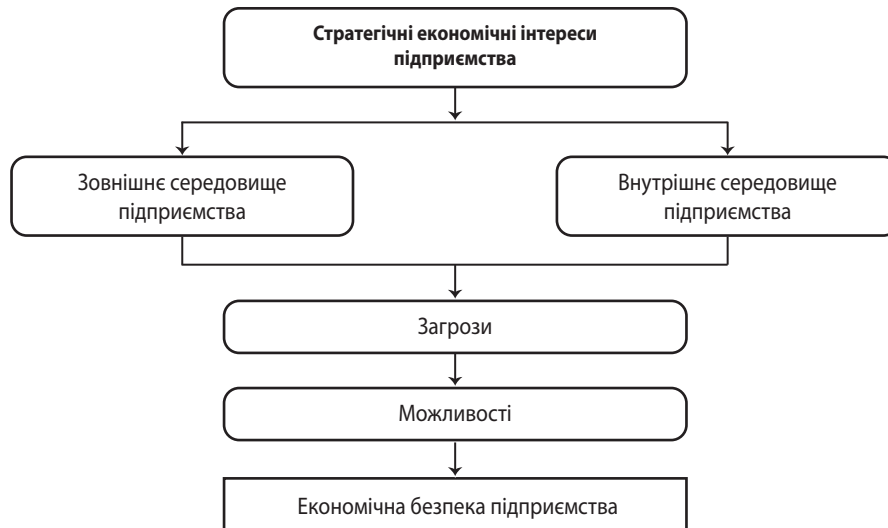 Стратегічні економічні інтереси
підприємства
Зовнішнє середовище
підприємства
Внутрішнє середовище
підприємства
Загрози
Можливості
Економічна безпека підприємства